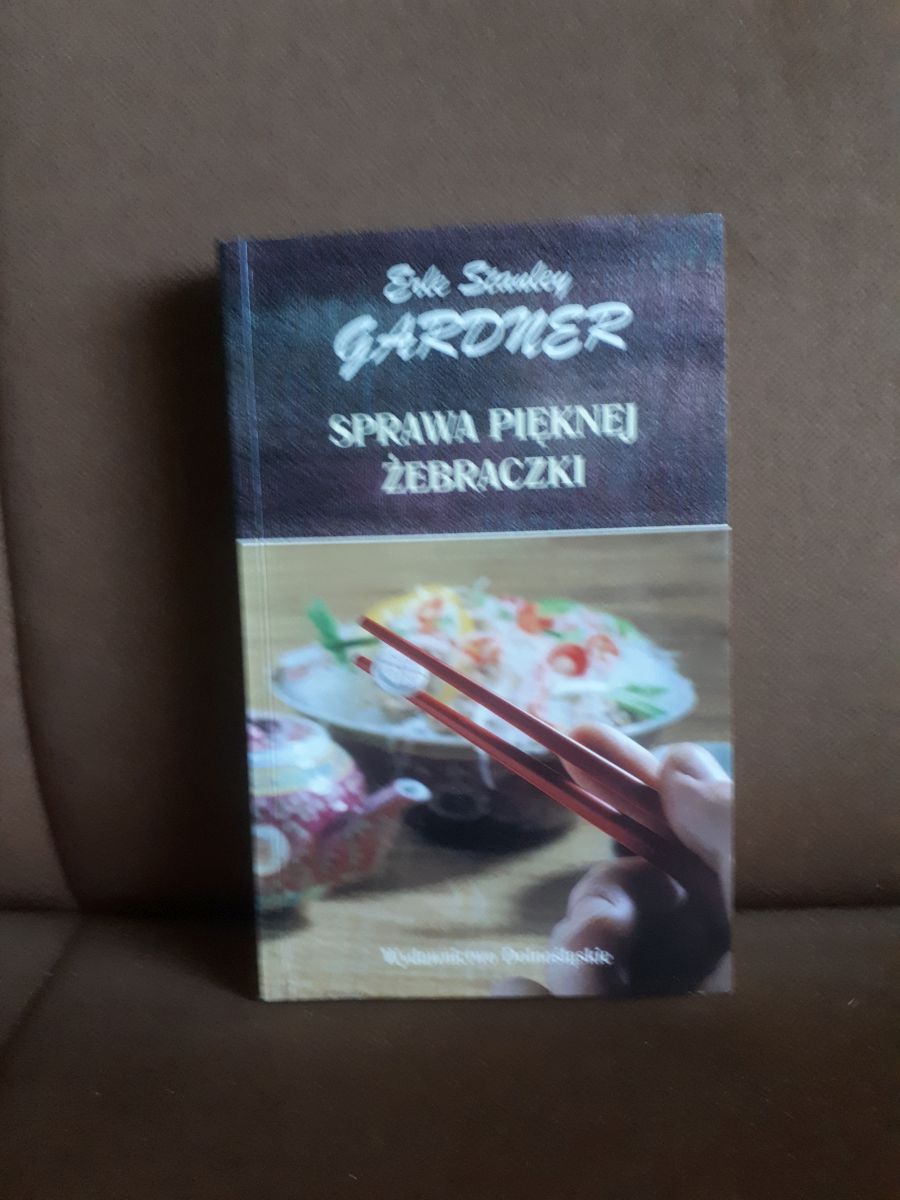 Erle Stanley
GARDNER
SPRAWA PIĘKNEJ
ŻEBRACZKI
Wydawnictwo Dolnośląskie